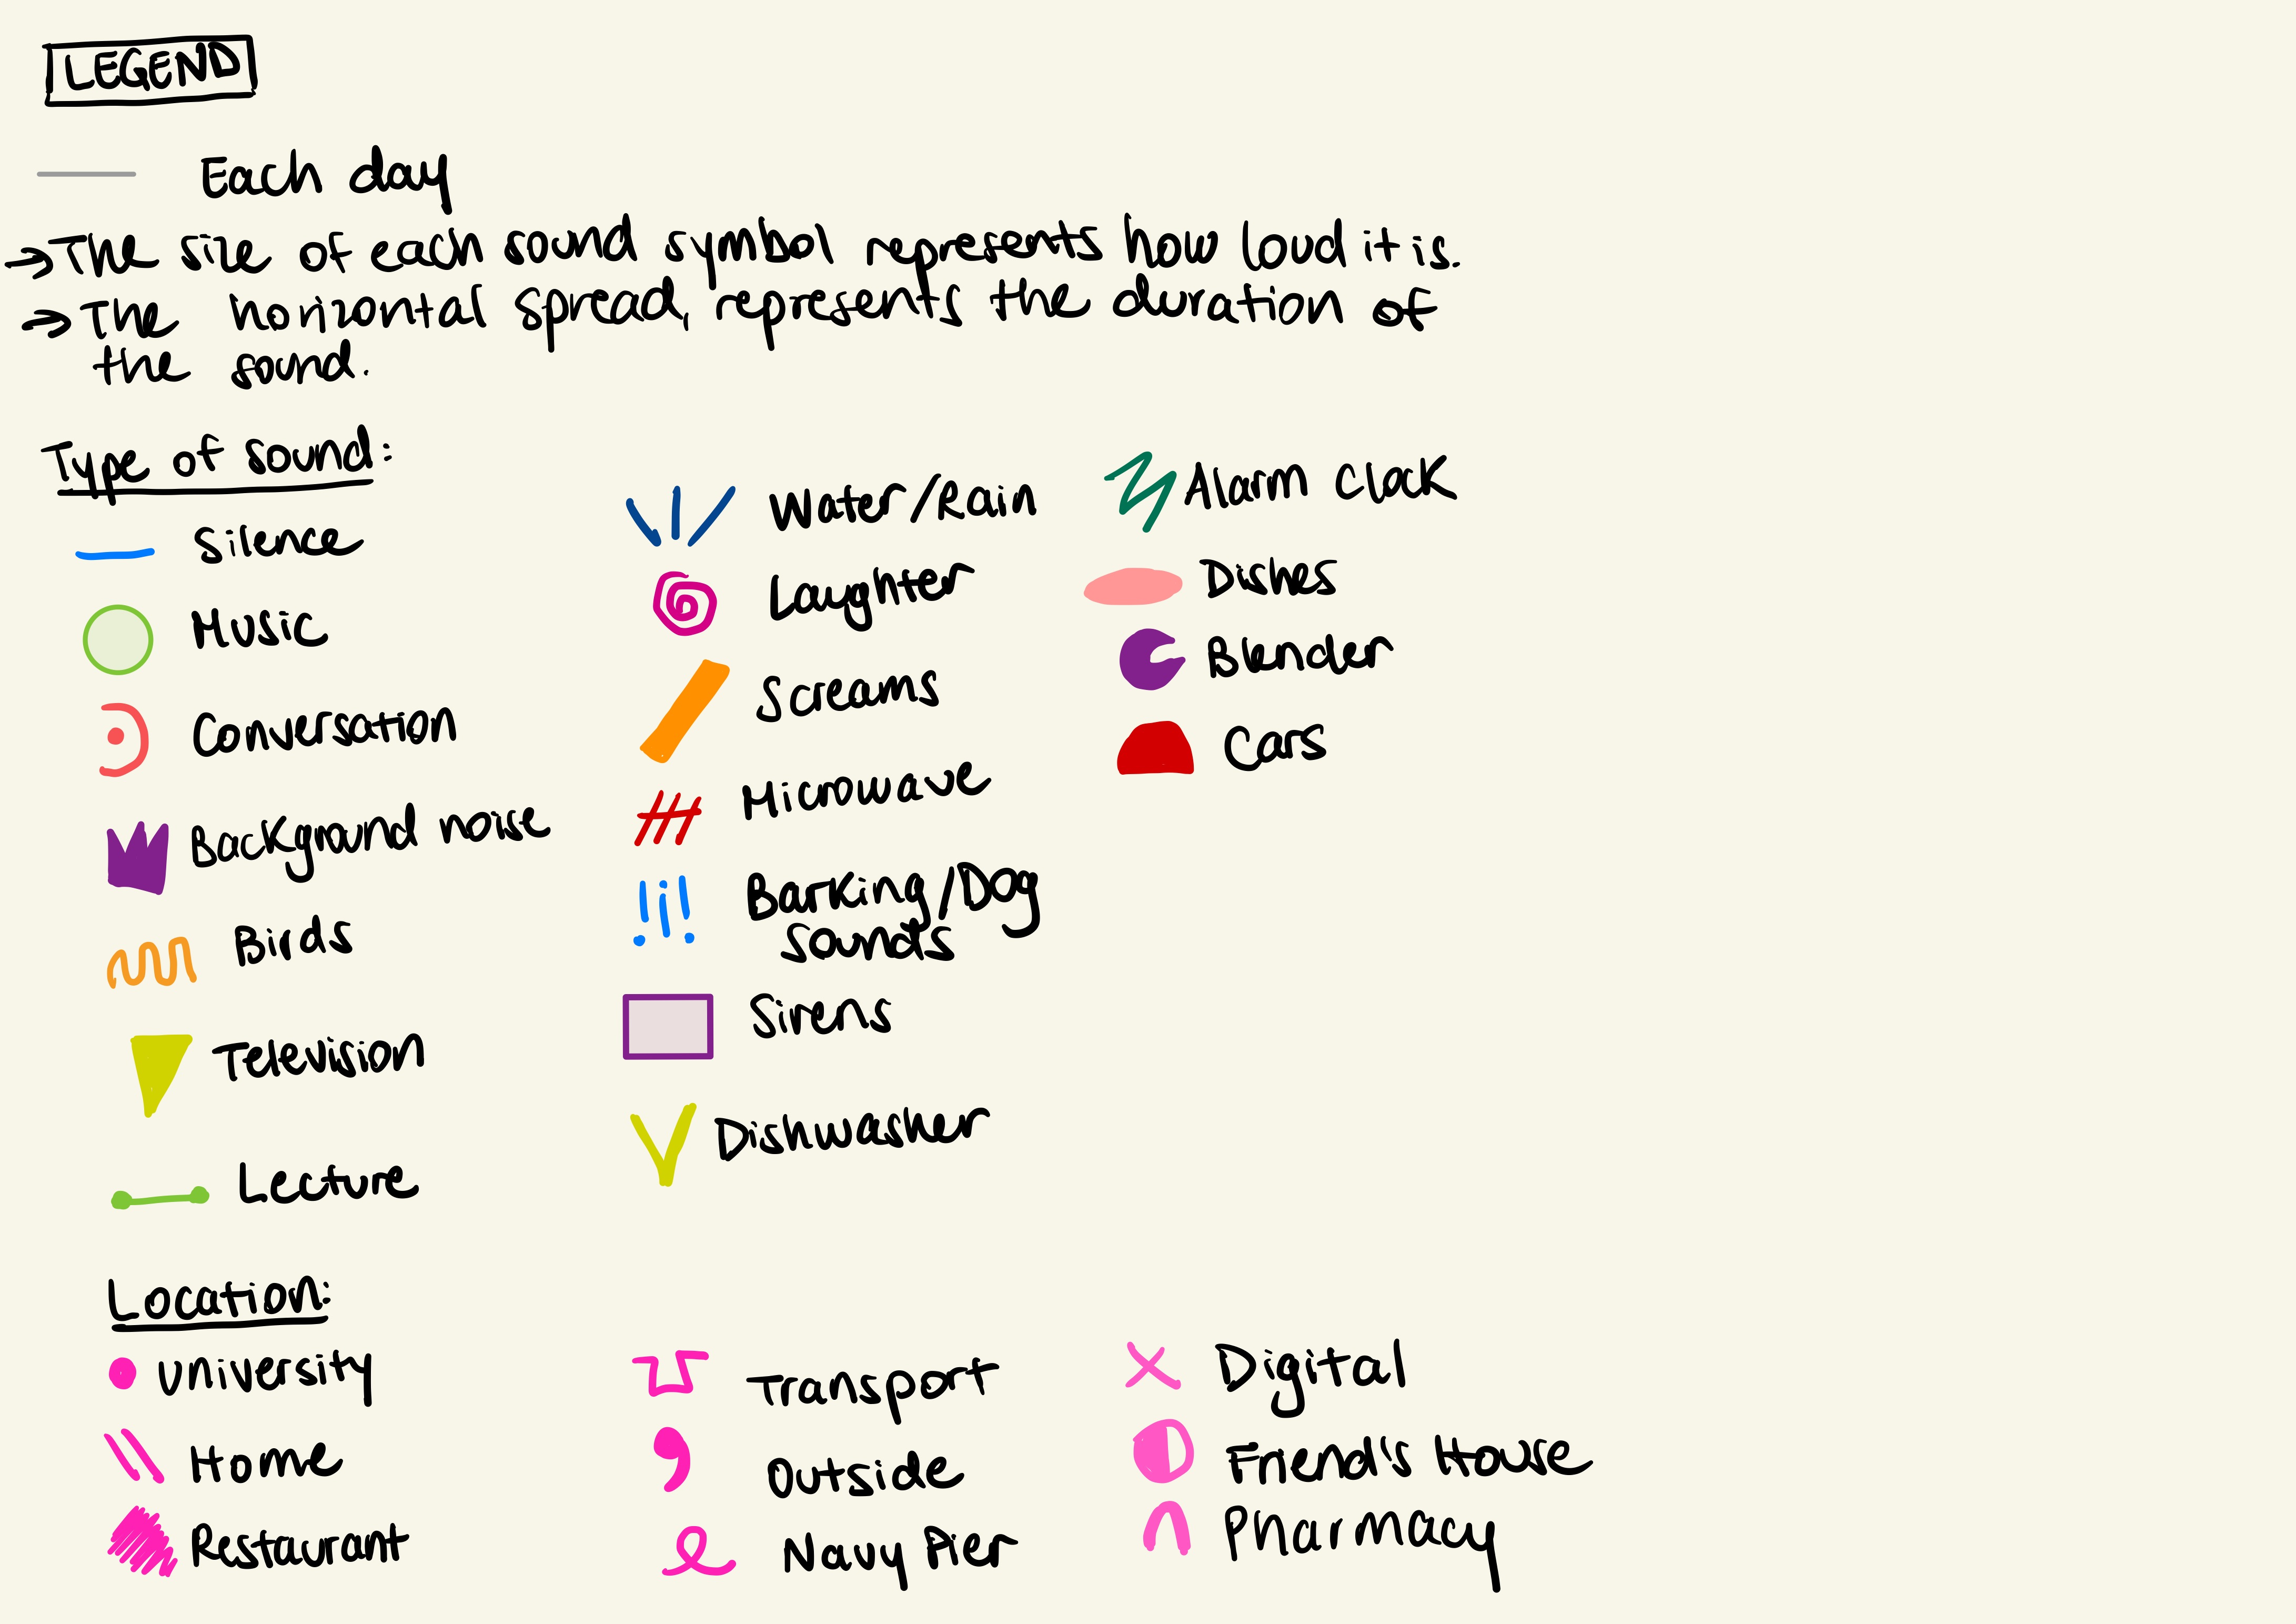 LEGEND
Each day
→ The size of each sound symbol represents how loud it is.
→ The horizontal spread, represents the duration of
the sound.
Type of sound:
Silence
Music
Conversation
Background noise
Birds
Television
Lecture
Water/Rain
Laughter
Screams
Microwave
Barking/Dog
Sounds
Sirens
Dishwasher
Alarm Clock
Dishes
Blender
Cars
Location:
University
Home
Restaurant
Transport
Outside
Navy Pier
Digital
Friend's House
Pharmacy